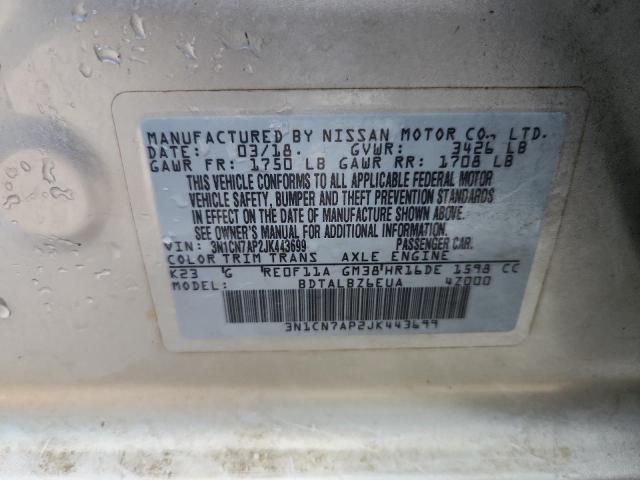 MANUFACTURED BY NISSAN MOTOR CO., LTD.
DATE: 03/18. GVWR: 3426 LB
GAWR FR: 1750 LB GAWR RR: 1708 LB
THIS VEHICLE CONFORMS TO ALL APPLICABLE FEDERAL MOTOR
VEHICLE SAFETY, BUMPER AND THEFT PREVENTION STANDARDS
IN EFFECT ON THE DATE OF MANUFACTURE SHOWN ABOVE.
SEE OWNER'S MANUAL FOR ADDITIONAL INFORMATION.
VIN: 3N1CN7AP2JK443699 PASSENGER CAR.
COLOR TRIM TRANS AXLE ENGINE
K23 G RE0F11A GM38 HR16DE 1598 CC
MODEL: BDTALBZ6EUA 4Z000
3N1CN7AP2JK443699